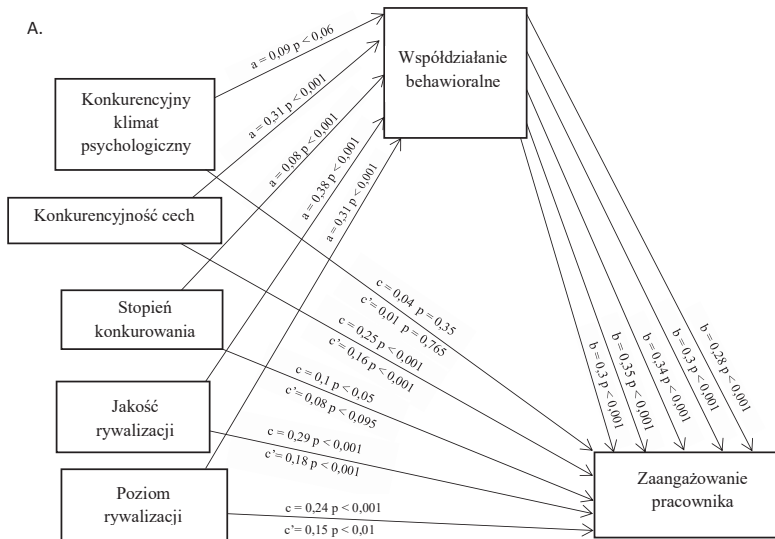 A.
Współdziałanie
behawioralne
Konkurencyjny
klimat
psychologiczny
Konkurencyjność cech
Stopień
konkurowania
Jakość
rywalizacji
Poziom
rywalizacji
Zaangażowanie
pracownika
a = 0,09 p < 0,06
a = 0,31 p < 0,001
a = 0,08 p < 0,001
a = 0,38 p < 0,001
a = 0,31 p < 0,001
c = 0,04 p = 0,35
c’= 0,01 p = 0,765
c = 0,25 p < 0,001
c’= 0,16 p < 0,001
c = 0,1 p < 0,05
c’= 0,08 p < 0,095
c = 0,29 p < 0,001
c’= 0,18 p < 0,001
c = 0,24 p < 0,001
c’= 0,15 p < 0,01
b = 0,3 p < 0,001
b = 0,35 p < 0,001
b = 0,34 p < 0,001
b = 0,3 p < 0,001
b = 0,28 p < 0,001